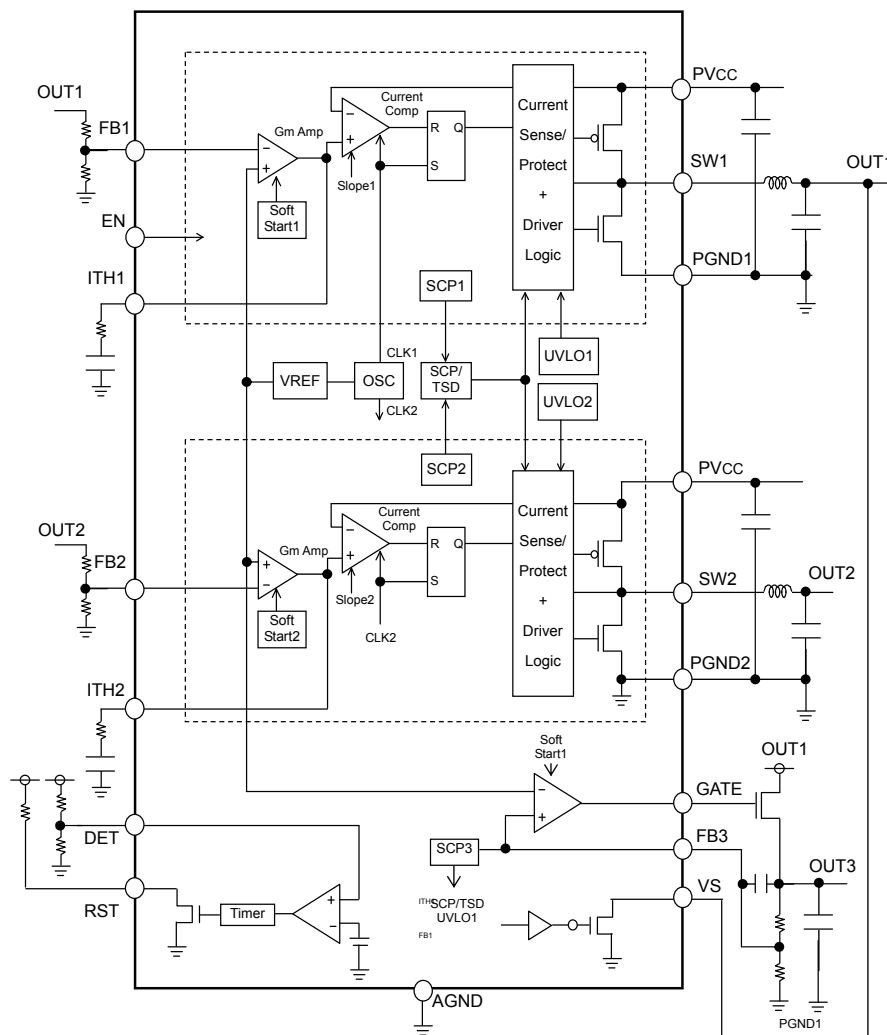 PVCC
OUT1
FB1
Gm Amp
Current
Comp
R
Q
S
Current
Sense/
Protect
+
Driver
Logic
SW1
OUT1
Soft
Start1
Slope1
EN
PGND1
ITH1
SCP1
UVLO1
CLK1
VREF
OSC
SCP/
TSD
CLK2
UVLO2
SCP2
PVCC
OUT2
FB2
Gm Amp
Current
Comp
R
Q
S
Current
Sense/
Protect
+
Driver
Logic
SW2
OUT2
Soft
Start2
Slope2
CLK2
PGND2
ITH2
Soft
Start1
OUT1
GATE
DET
SCP3
FB3
OUT3
RST
Timer
ITH1
SCP/TSD
UVLO1
FB1
VS
AGND
PGND1